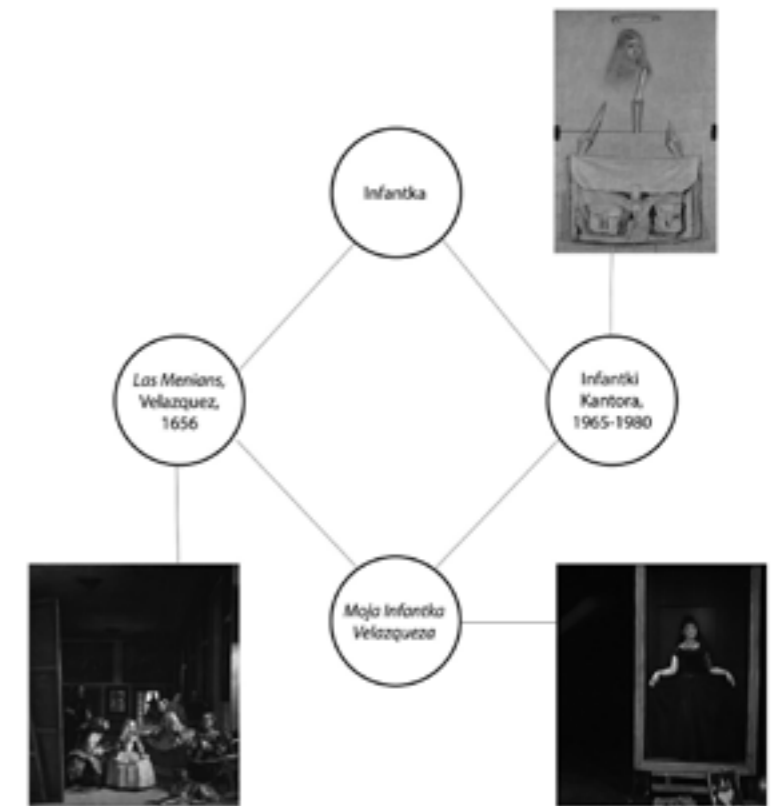 Infantka
Las Menians,
Velazquez,
1656
Infantki
Kantora,
1965-1980
Moja Infantka
Velazqueza